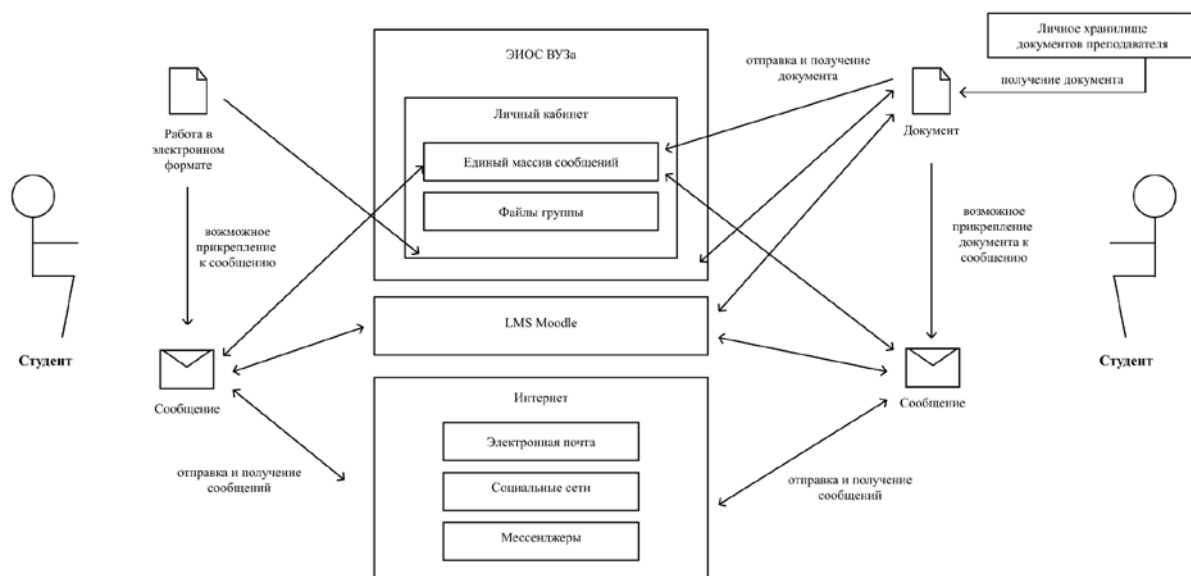 ЭИОС ВУЗа
Личное хранилище
документов преподавателя
отправка и получение
документа
получение документа
Личный кабинет
Работа в
электронном
формате
Документ
Единый массив сообщений
Файлы группы
вожможное
прикрепление
к сообщению
возможное
прикрепление
документа к
сообщению
LMS Moodle
Студент
Студент
Сообщение
Сообщение
Интернет
Электронная почта
отправка и получение
сообщений
Социальные сети
отправка и получение
сообщений
Мессенджеры